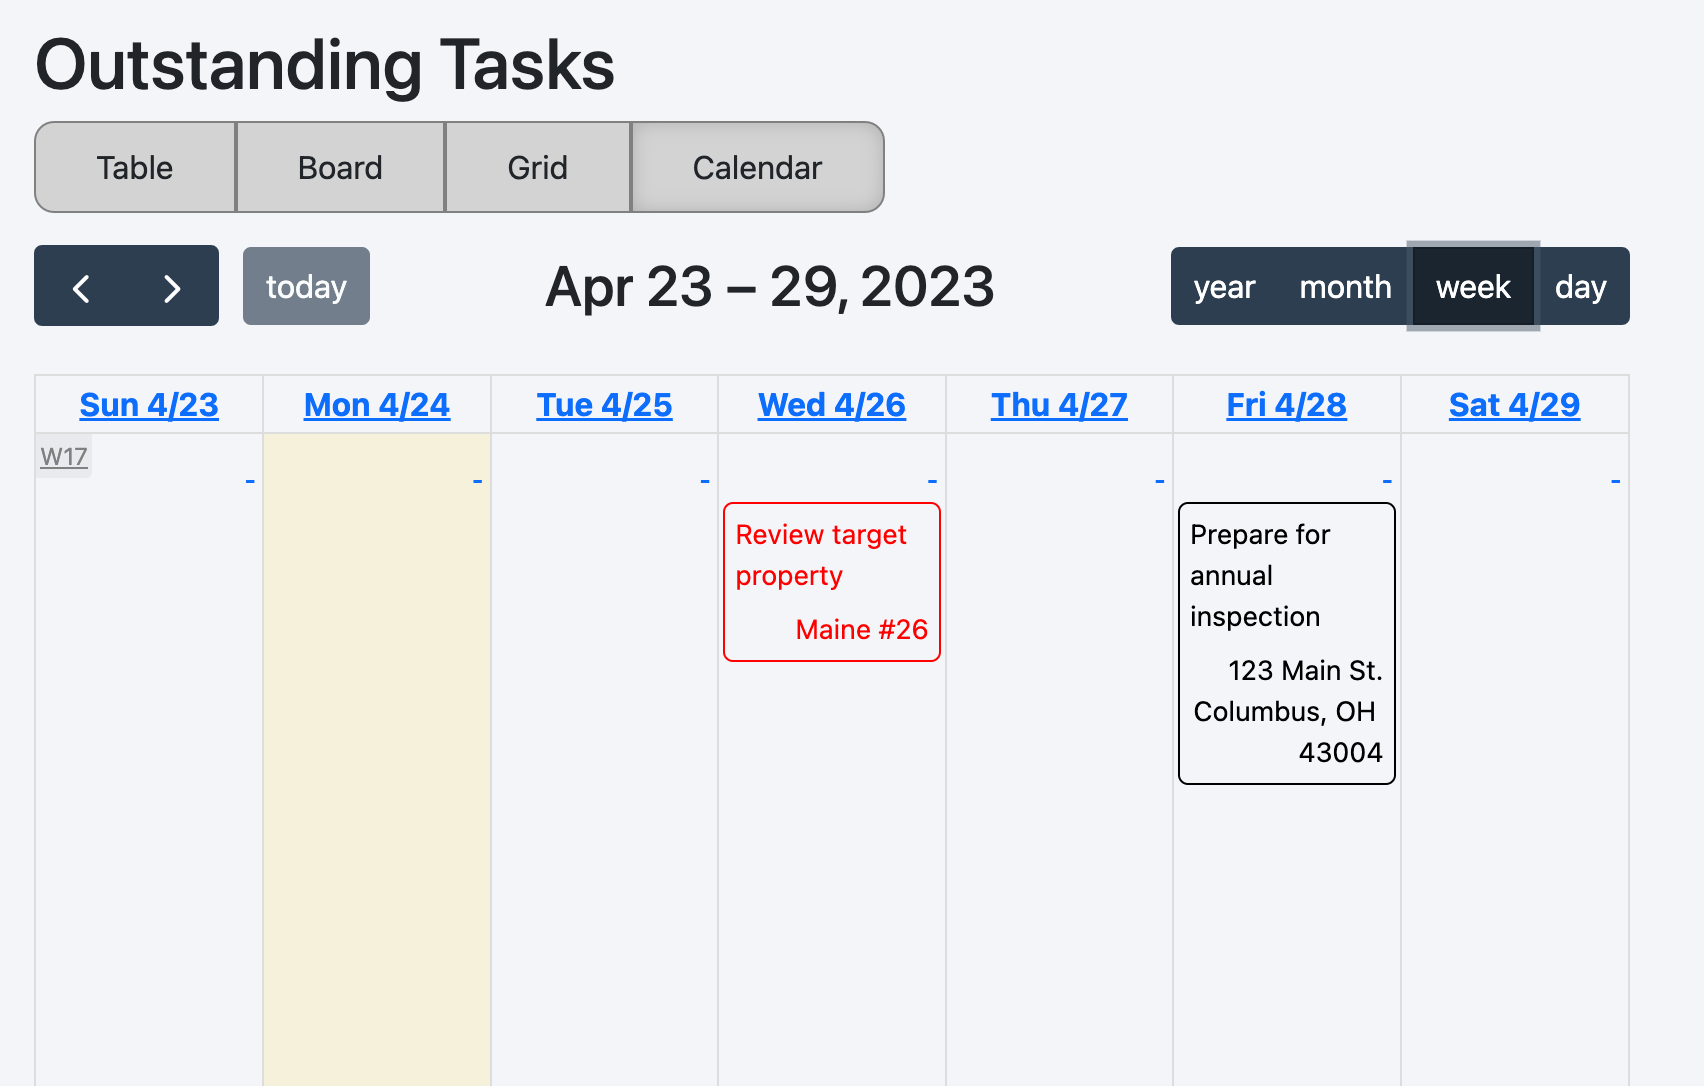 Outstanding Tasks
Table Board Grid Calendar
< > today Apr 23 – 29, 2023 year month week day
Sun 4/23 Mon 4/24 Tue 4/25 Wed 4/26 Thu 4/27 Fri 4/28 Sat 4/29
W17
- - - - - - -
Review target
property
Maine #26
Prepare for
annual
inspection
123 Main St.
Columbus, OH
43004